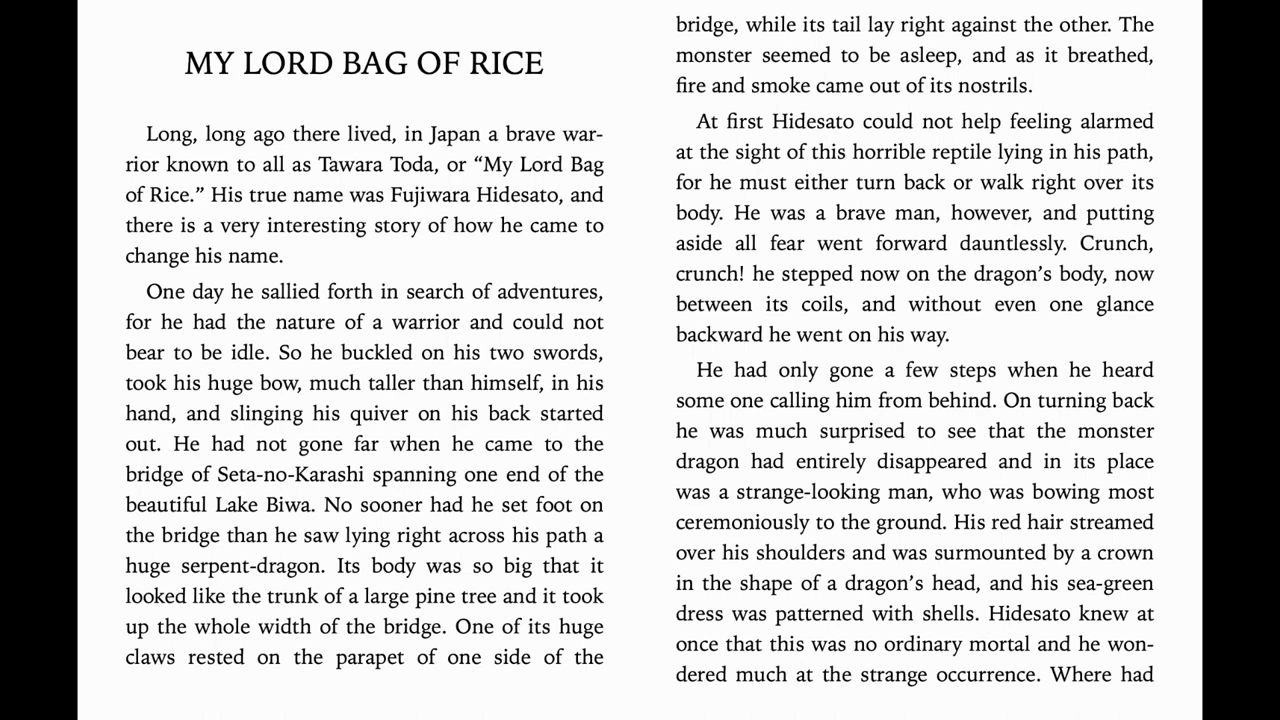 MY LORD BAG OF RICE
Long, long ago there lived, in Japan a brave war-
rior known to all as Tawara Toda, or “My Lord Bag
of Rice.” His true name was Fujiwara Hidesato, and
there is a very interesting story of how he came to
change his name.
One day he sallied forth in search of adventures,
for he had the nature of a warrior and could not
bear to be idle. So he buckled on his two swords,
took his huge bow, much taller than himself, in his
hand, and slinging his quiver on his back started
out. He had not gone far when he came to the
bridge of Seta-no-Karashi spanning one end of the
beautiful Lake Biwa. No sooner had he set foot on
the bridge than he saw lying right across his path a
huge serpent-dragon. Its body was so big that it
looked like the trunk of a large pine tree and it took
up the whole width of the bridge. One of its huge
claws rested on the parapet of one side of the
bridge, while its tail lay right against the other. The
monster seemed to be asleep, and as it breathed,
fire and smoke came out of its nostrils.
At first Hidesato could not help feeling alarmed
at the sight of this horrible reptile lying in his path,
for he must either turn back or walk right over its
body. He was a brave man, however, and putting
aside all fear went forward dauntlessly. Crunch,
crunch! he stepped now on the dragon’s body, now
between its coils, and without even one glance
backward he went on his way.
He had only gone a few steps when he heard
some one calling him from behind. On turning back
he was much surprised to see that the monster
dragon had entirely disappeared and in its place
was a strange-looking man, who was bowing most
ceremoniously to the ground. His red hair streamed
over his shoulders and was surmounted by a crown
in the shape of a dragon’s head, and his sea-green
dress was patterned with shells. Hidesato knew at
once that this was no ordinary mortal and he won-
dered much at the strange occurrence. Where had